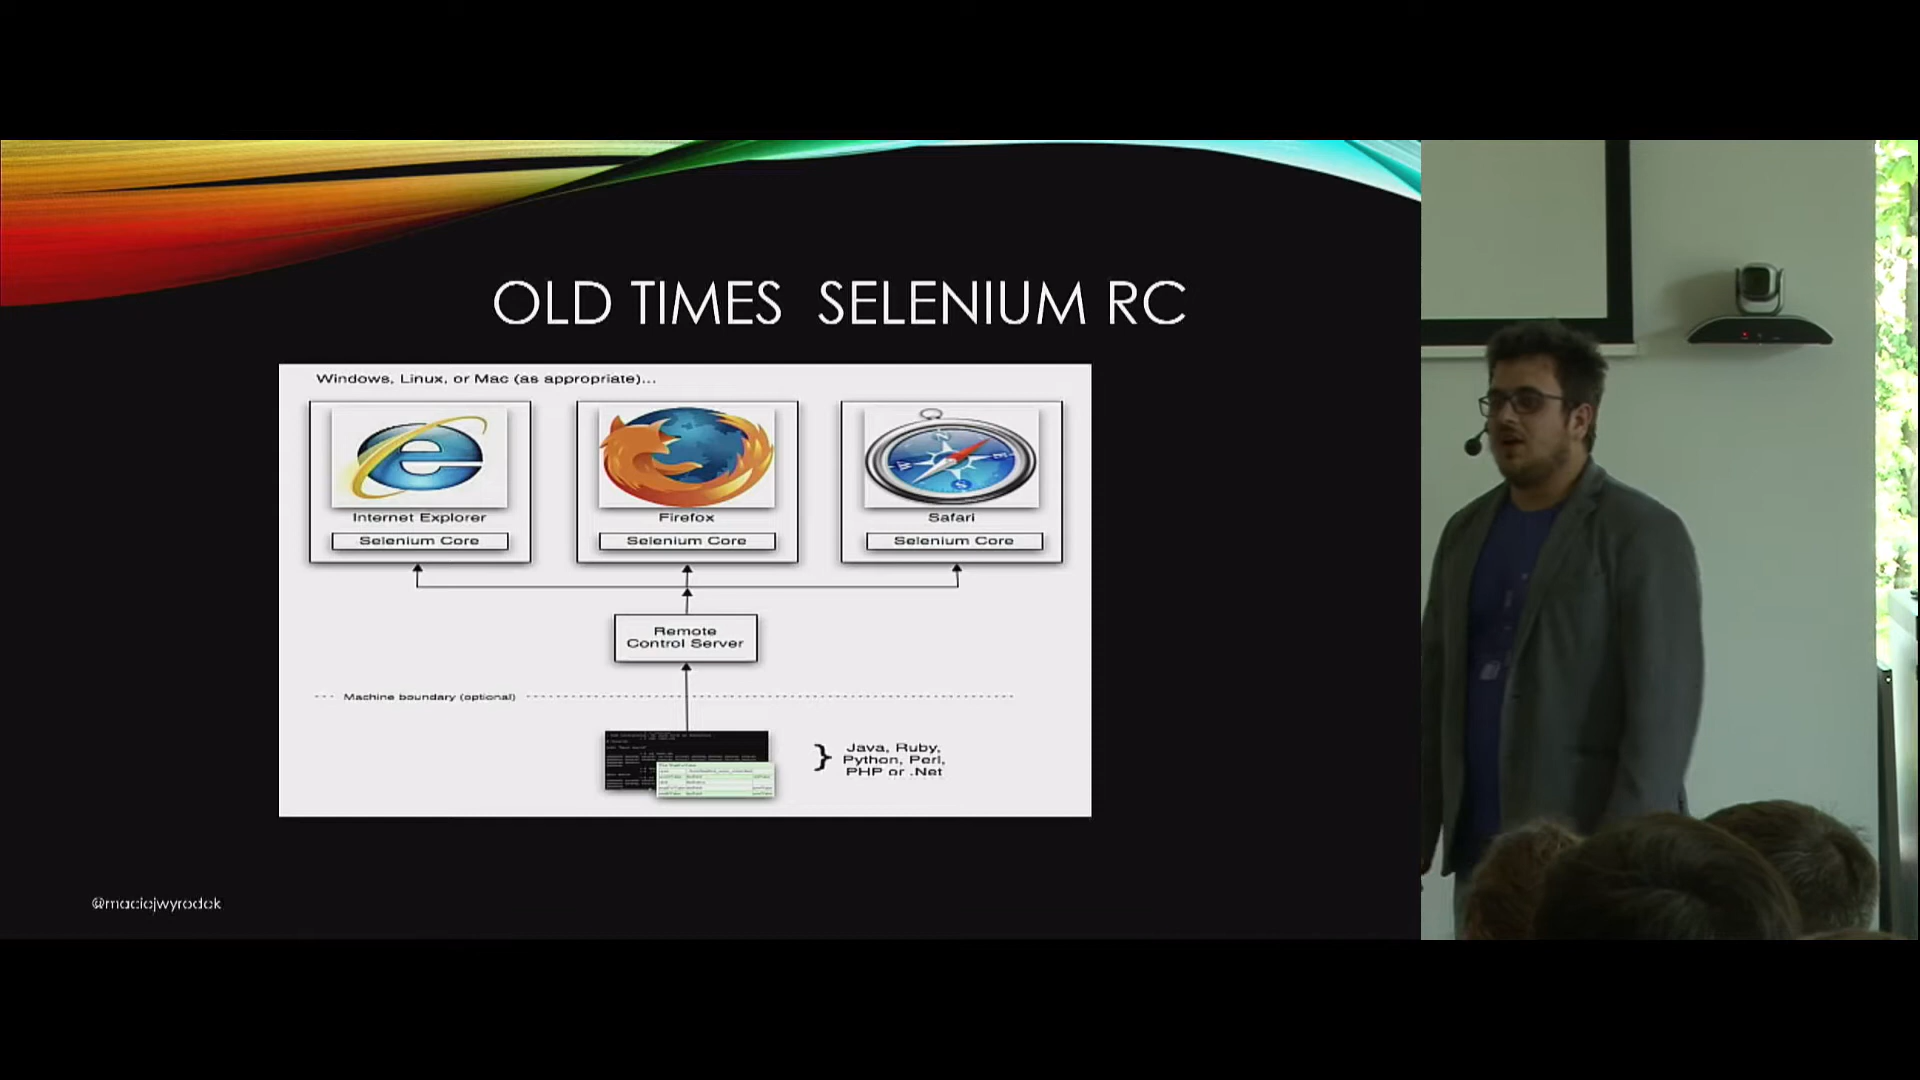 OLD TIMES SELENIUM RC
Windows, Linux, or Mac (as appropriate)...
Internet Explorer
Firefox
Safari
Selenium Core
Selenium Core
Selenium Core
Remote
Control Server
Machine boundary (optional)
} Java, Ruby,
Python, Perl,
PHP or .Net
@maciejwyrodek